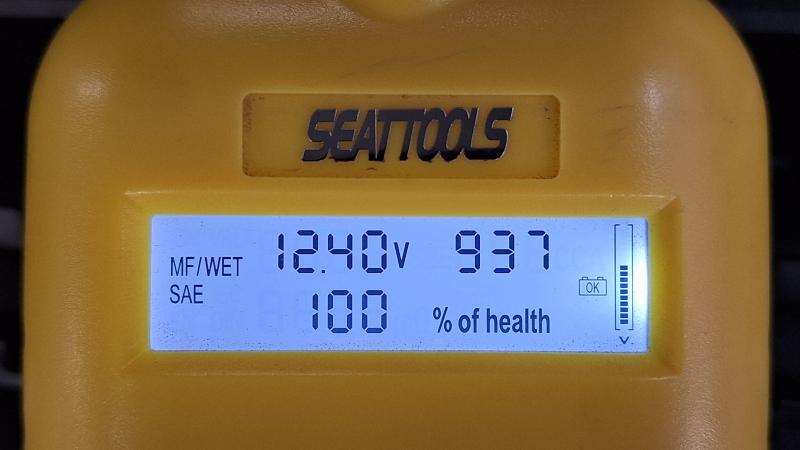 SEATTOOLS
MF/WET 12.40V 937
SAE OK
100 % of health
V